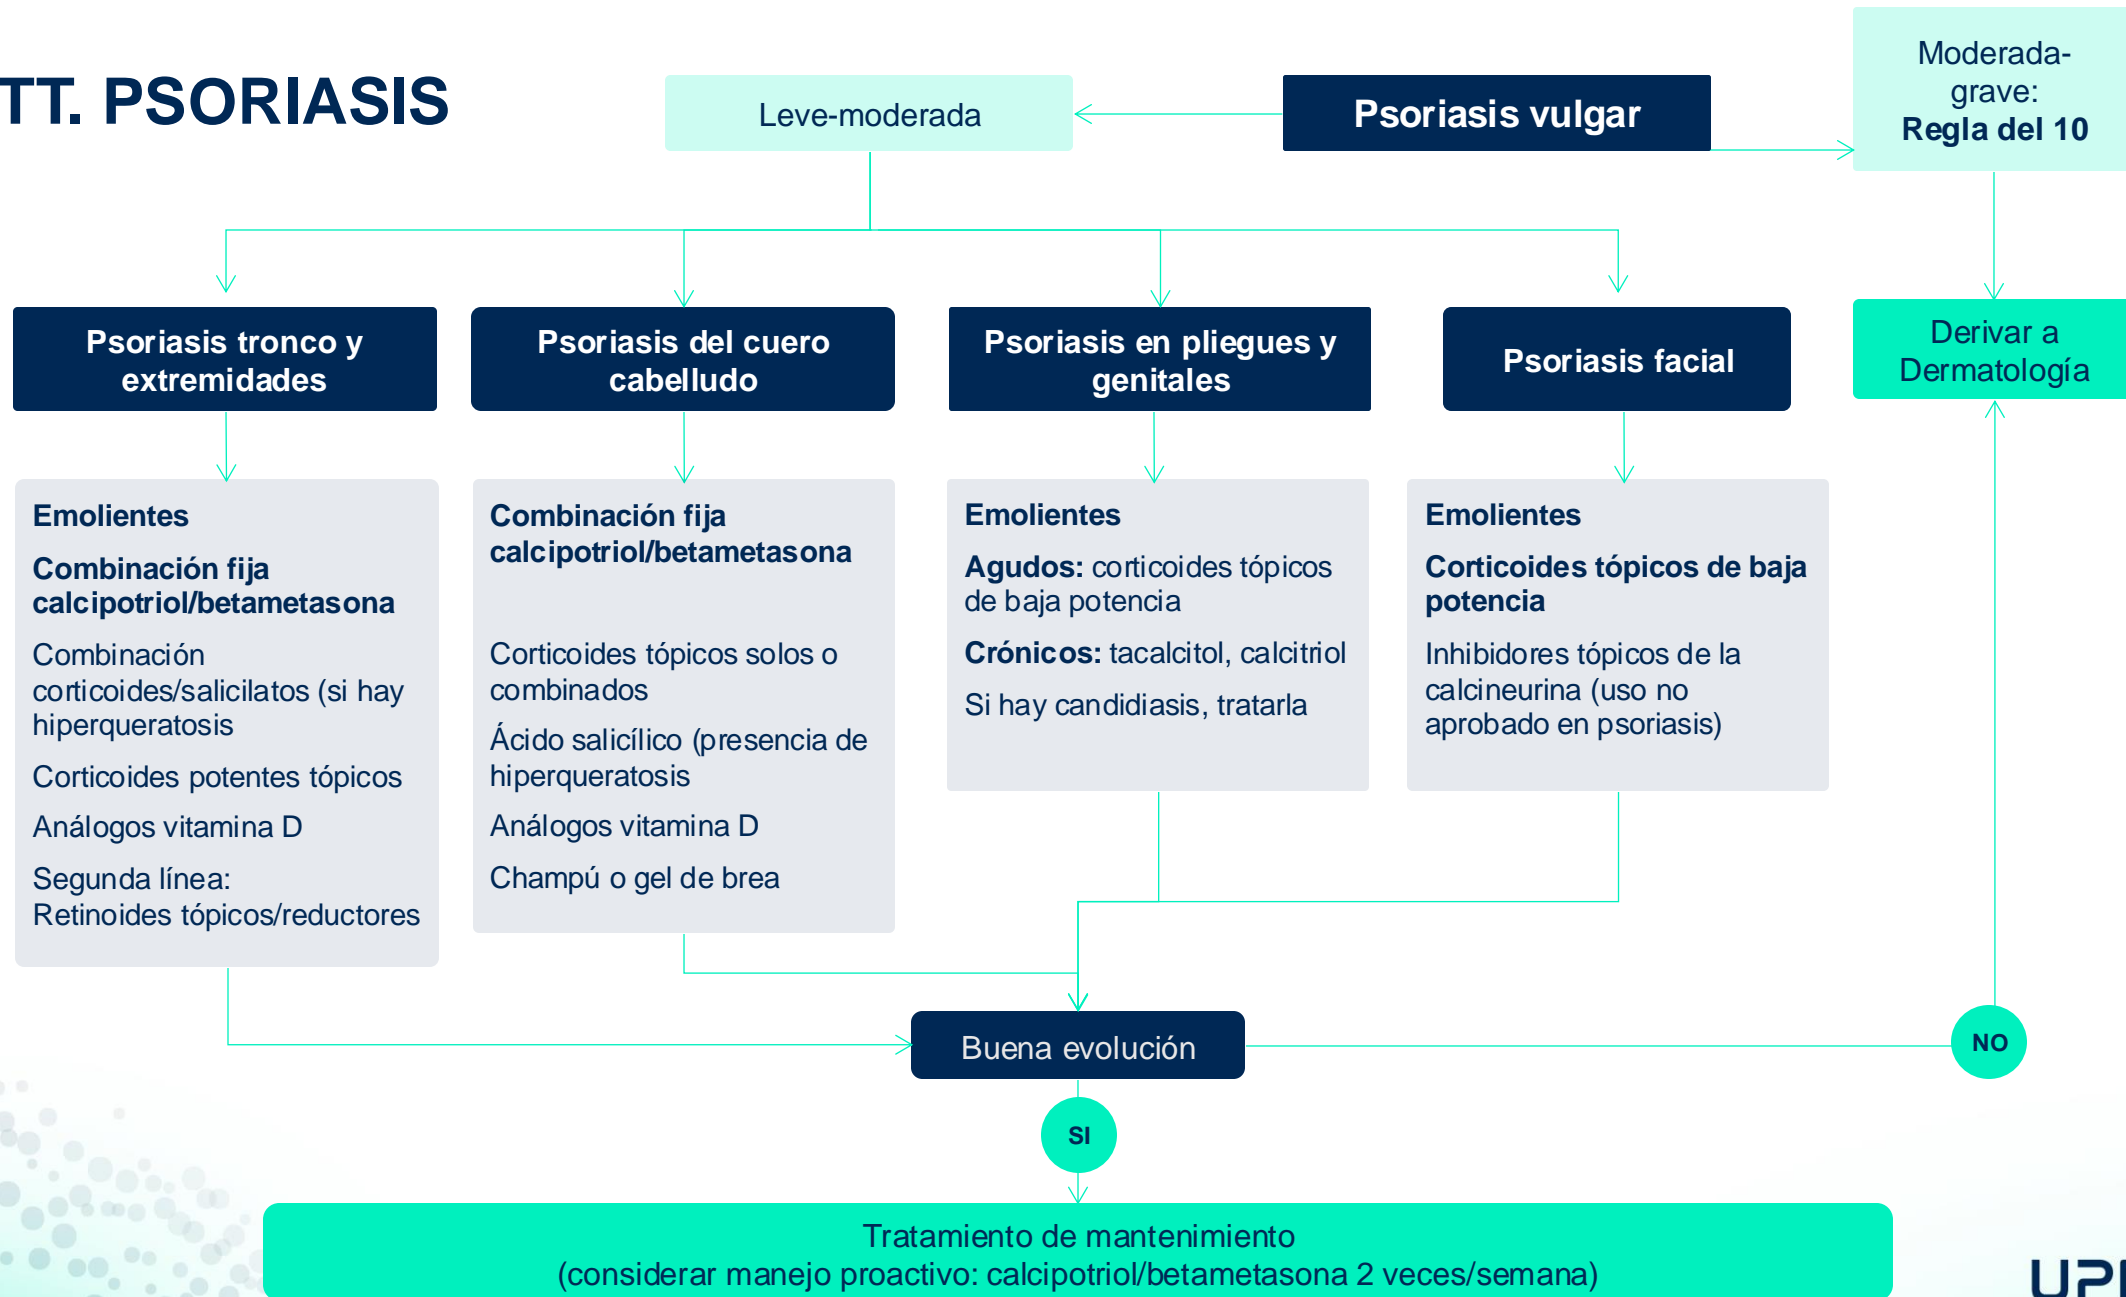 TT. PSORIASIS
Leve-moderada
Psoriasis vulgar
Moderada-
grave:
Regla del 10
Psoriasis tronco y
extremidades
Psoriasis del cuero
cabelludo
Psoriasis en pliegues y
genitales
Psoriasis facial
Derivar a
Dermatología
Emolientes
Combinación fija
calcipotriol/betametasona
Combinación
corticoides/salicilatos (si hay
hiperqueratosis
Corticoides potentes tópicos
Análogos vitamina D
Segunda línea:
Retinoides tópicos/reductores
Combinación fija
calcipotriol/betametasona
Corticoides tópicos solos o
combinados
Ácido salicílico (presencia de
hiperqueratosis
Análogos vitamina D
Champú o gel de brea
Emolientes
Agudos: corticoides tópicos
de baja potencia
Crónicos: tacalcitol, calcitriol
Si hay candidiasis, tratarla
Emolientes
Corticoides tópicos de baja
potencia
Inhibidores tópicos de la
calcineurina (uso no
aprobado en psoriasis)
Buena evolución
NO
SI
Tratamiento de mantenimiento
(considerar manejo proactivo: calcipotriol/betametasona 2 veces/semana)